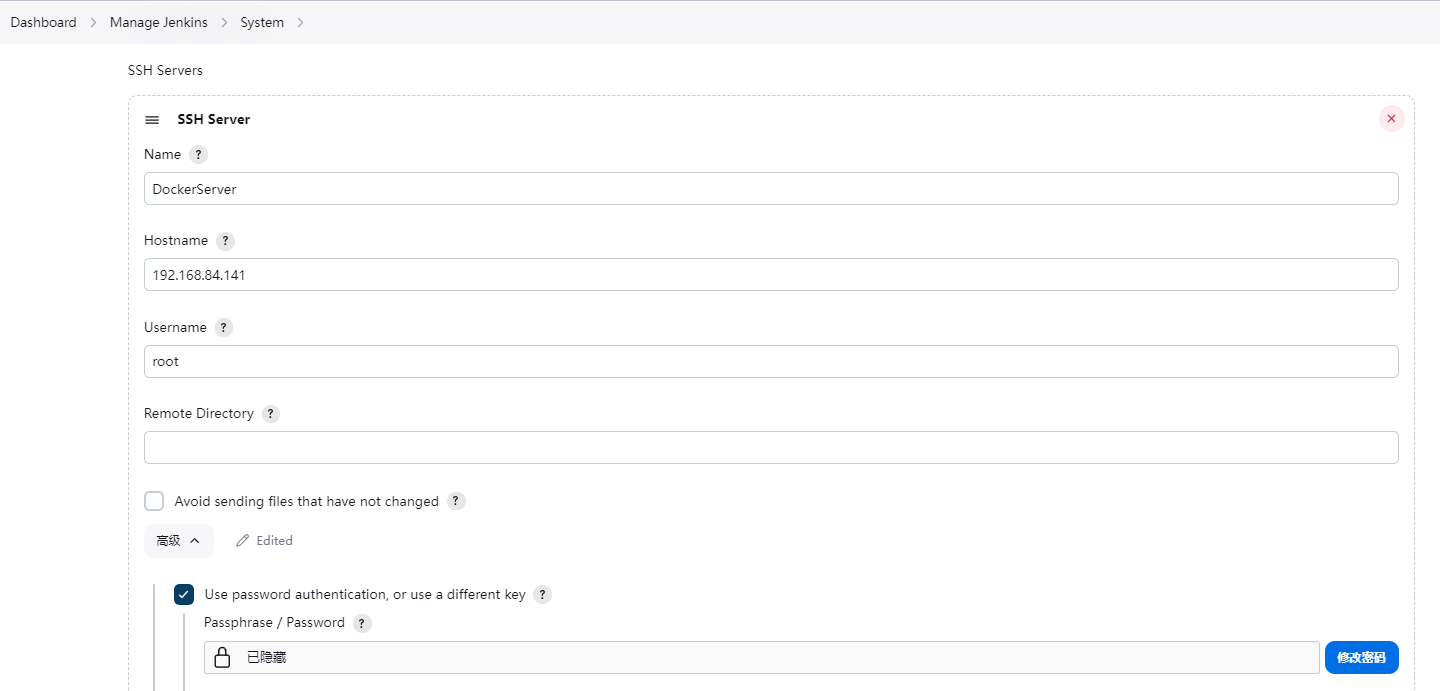 Dashboard > Manage Jenkins > System >
SSH Servers
SSH Server
Name ?
DockerServer
Hostname ?
192.168.84.141
Username ?
root
Remote Directory ?
Avoid sending files that have not changed ?
高级 Edited
Use password authentication, or use a different key ?
Passphrase / Password ?
已隐藏 修改密码